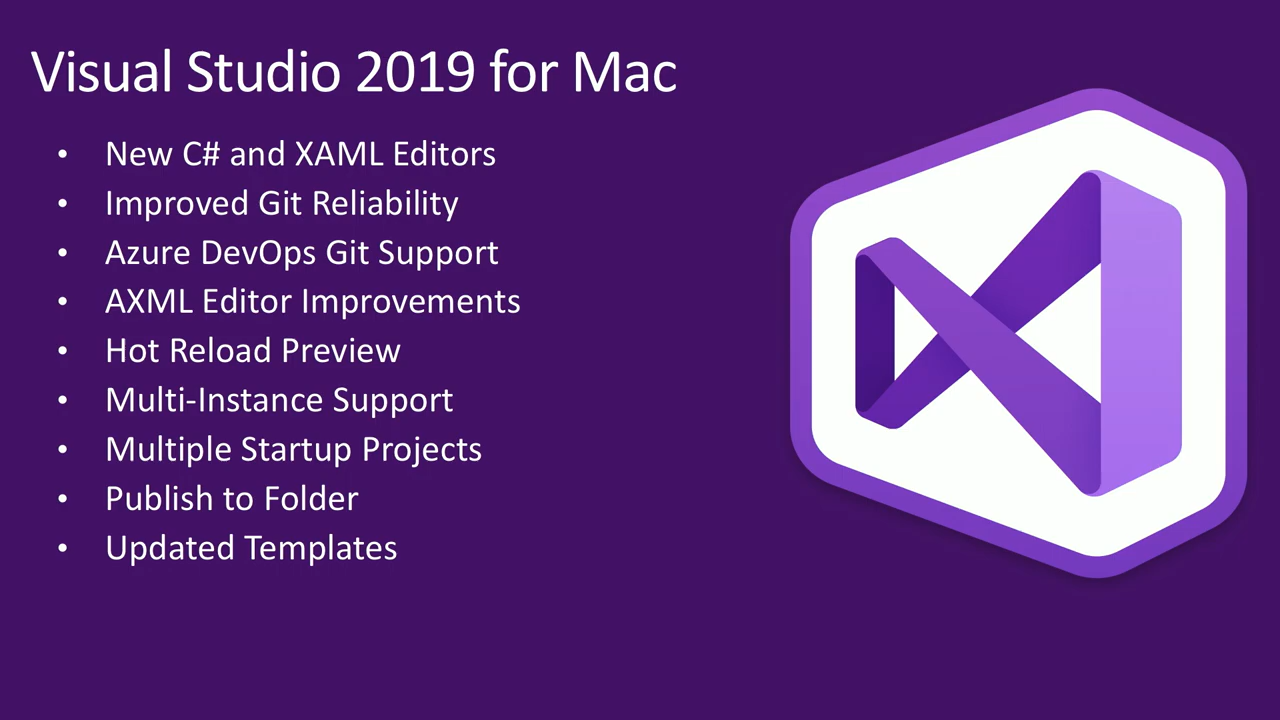 Visual Studio 2019 for Mac
• New C# and XAML Editors
• Improved Git Reliability
• Azure DevOps Git Support
• AXML Editor Improvements
• Hot Reload Preview
• Multi-Instance Support
• Multiple Startup Projects
• Publish to Folder
• Updated Templates